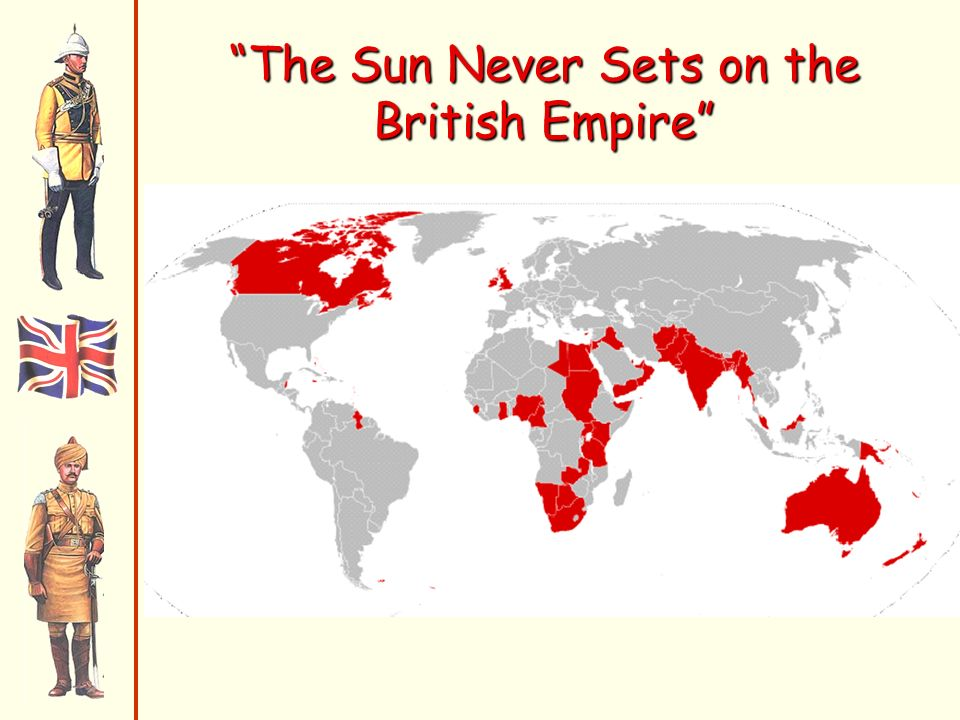 “The Sun Never Sets on the
British Empire”